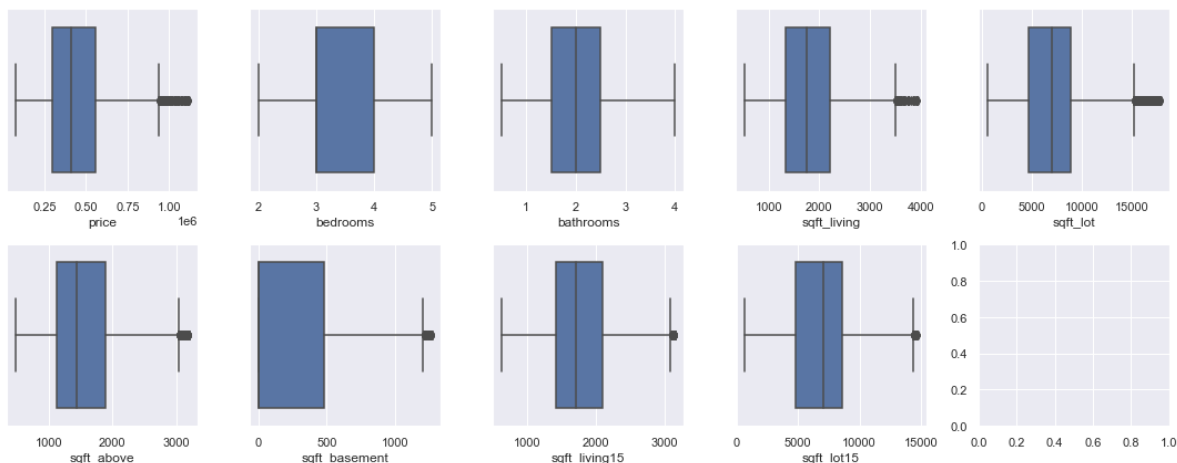 0.25 0.50 0.75 1.00
price 1e6
2 3 4 5
bedrooms
1 2 3 4
bathrooms
1000 2000 3000 4000
sqft_living
0 5000 10000 15000
sqft_lot
1000 2000 3000
sqft_above
0 500 1000
sqft_basement
1000 2000 3000
sqft_living15
0 5000 10000 15000
sqft_lot15
1.0
0.8
0.6
0.4
0.2
0.0
0.0 0.2 0.4 0.6 0.8 1.0